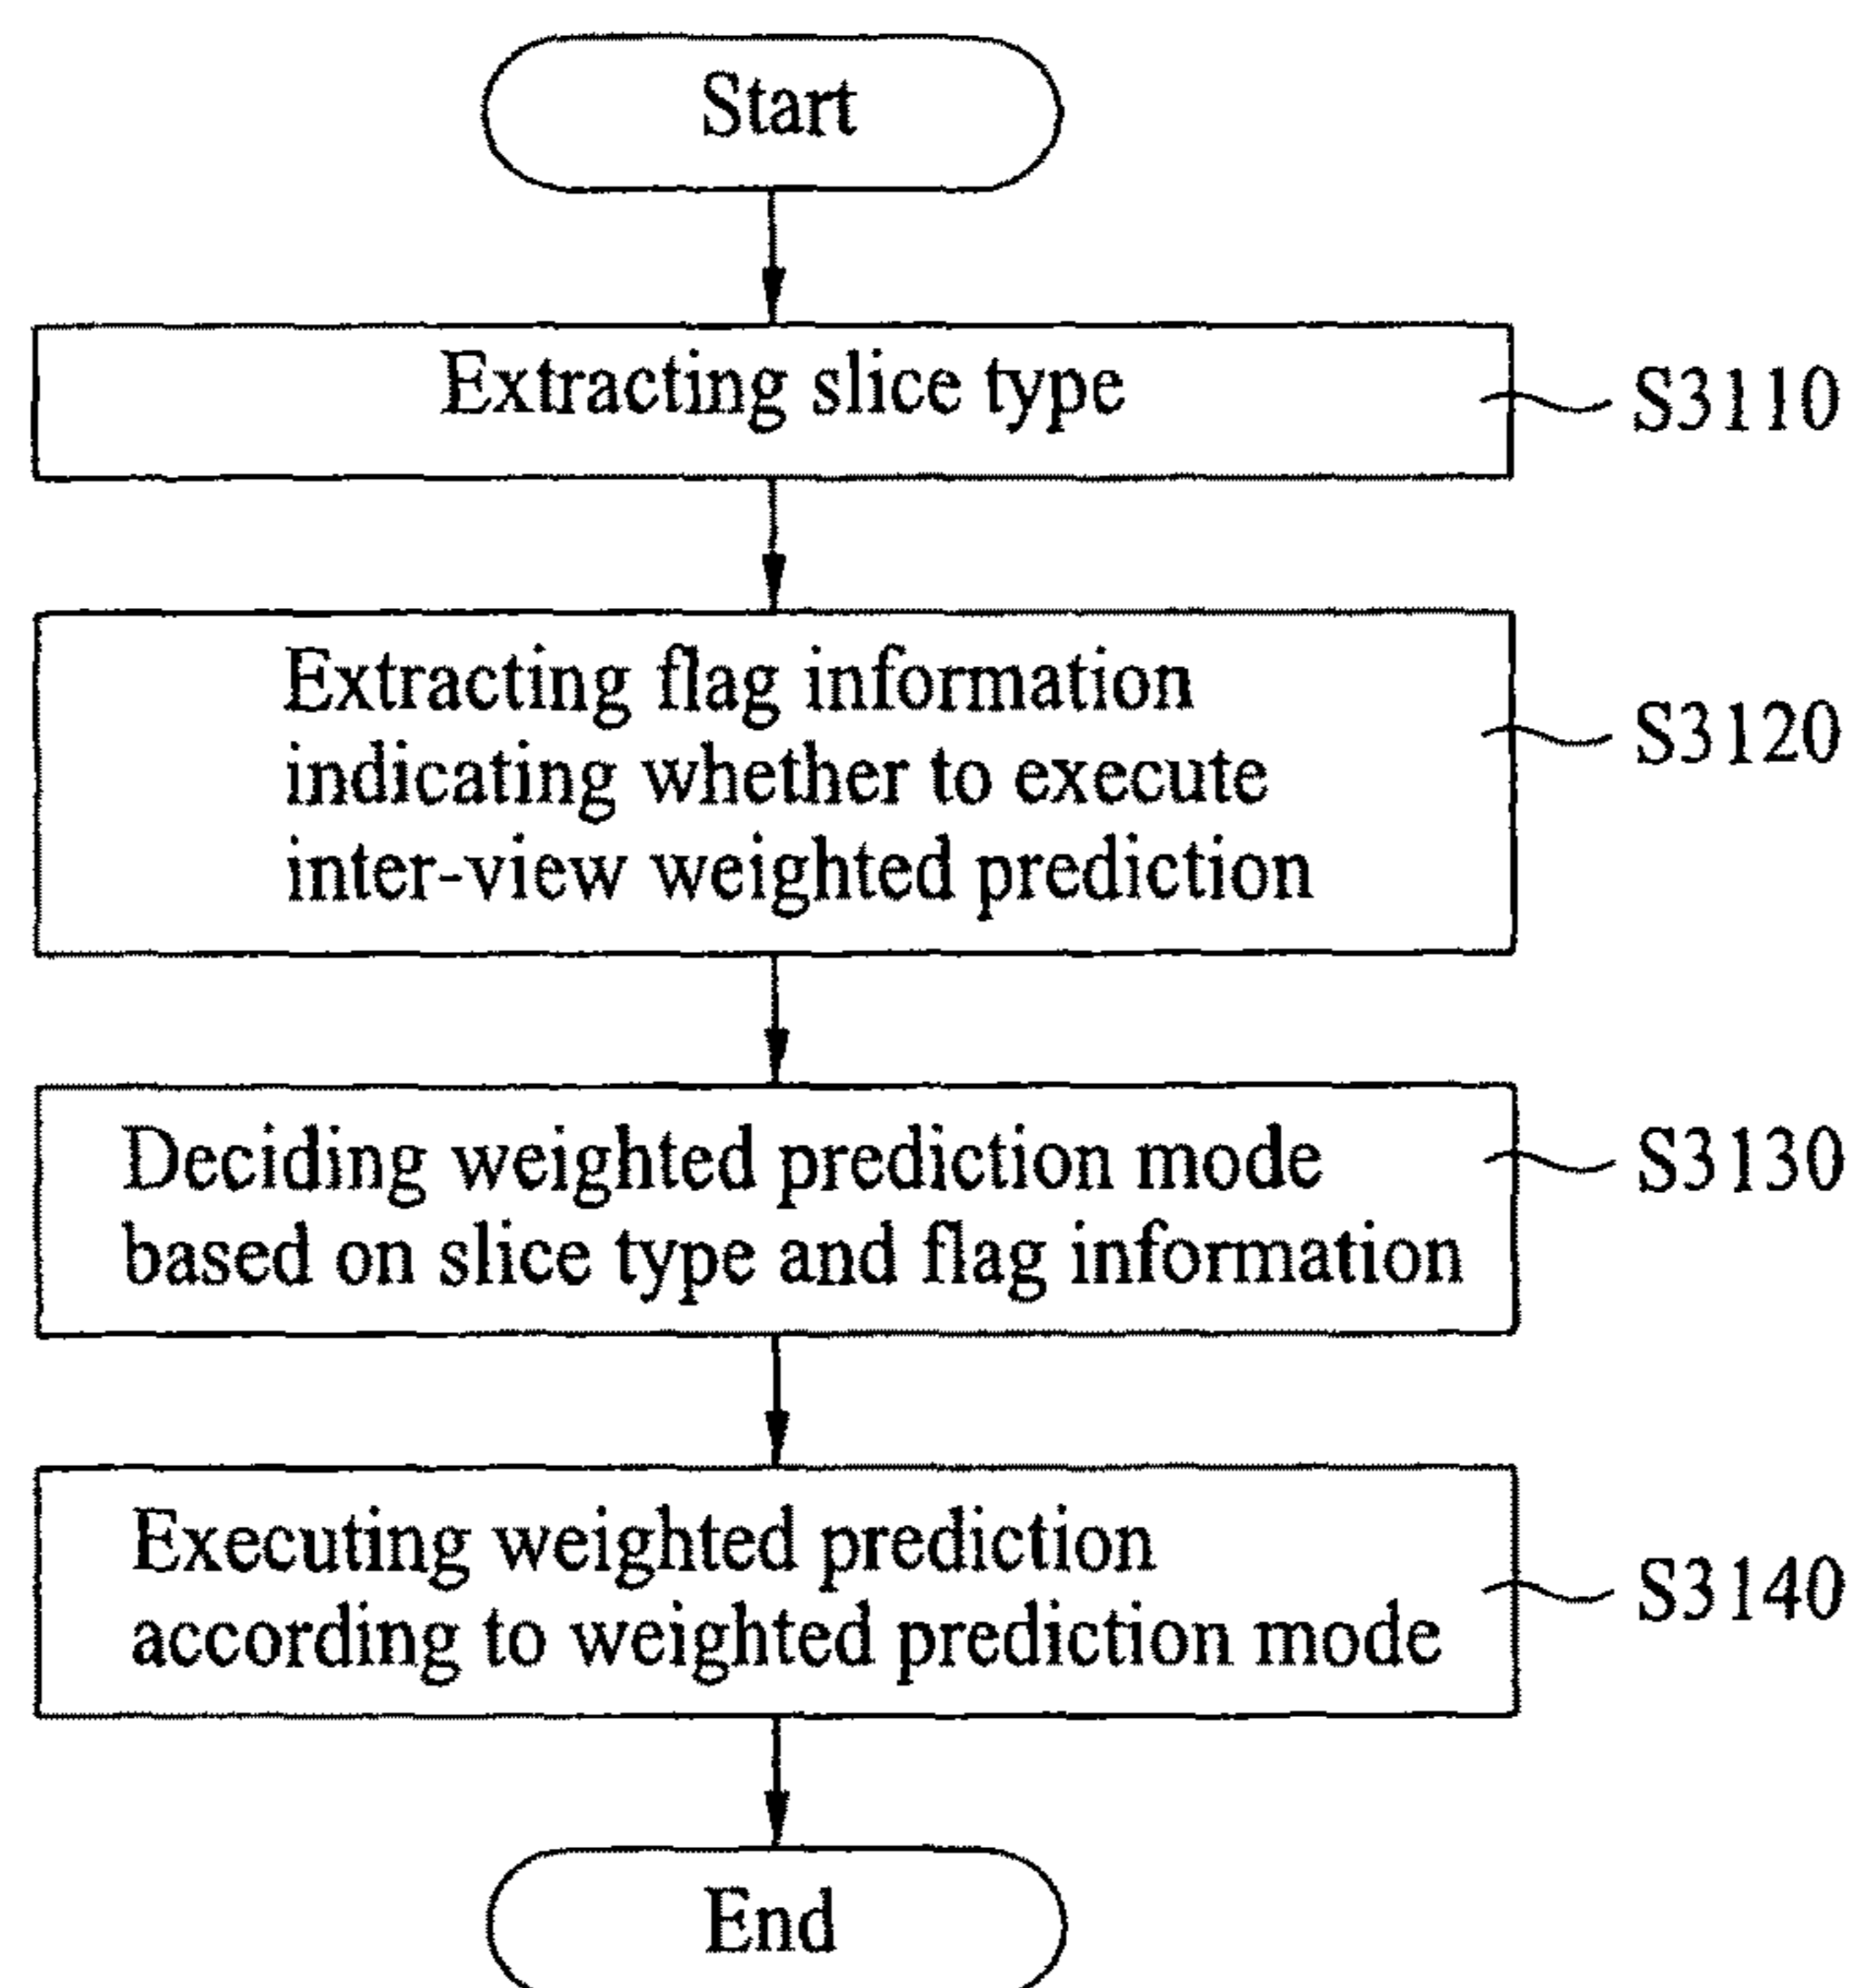 Start
Extracting slice type
S3110
Extracting flag information
indicating whether to execute
inter-view weighted prediction
S3120
Deciding weighted prediction mode
based on slice type and flag information
S3130
Executing weighted prediction
according to weighted prediction mode
S3140
End